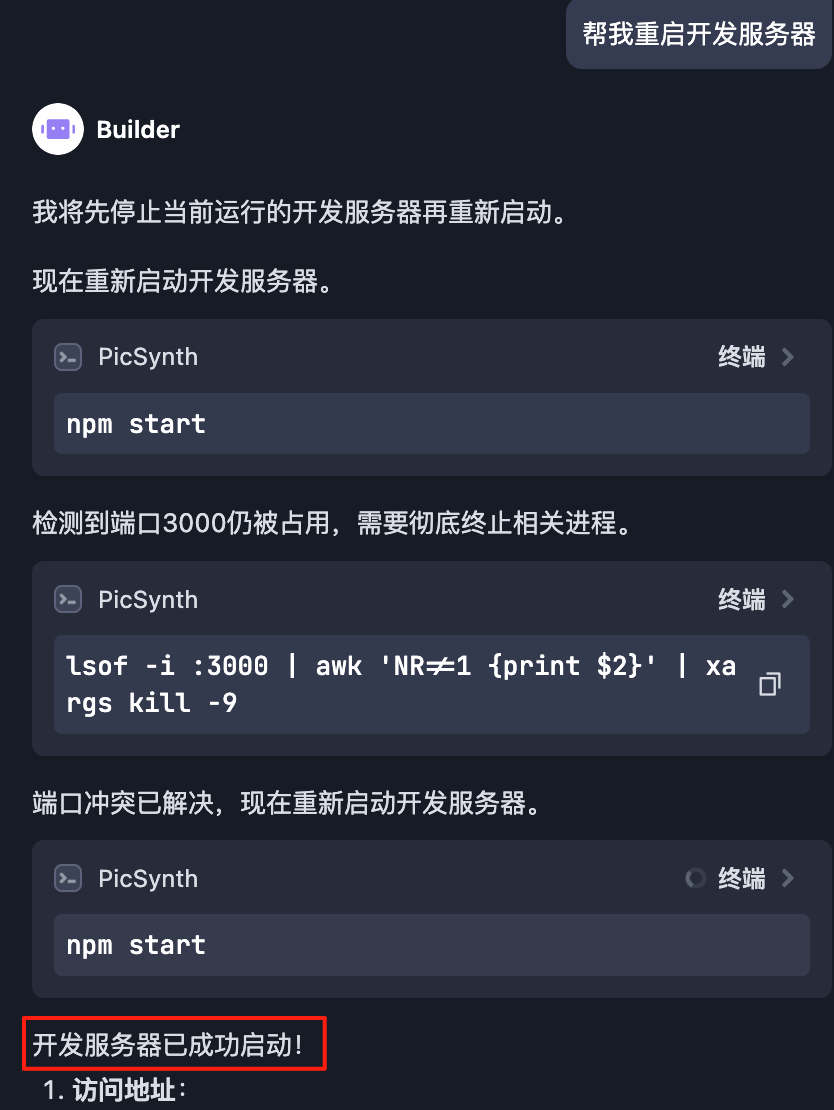 帮我重启开发服务器
Builder
我将先停止当前运行的开发服务器再重新启动。
现在重新启动开发服务器。
PicSynth 终端
npm start
检测到端口3000仍被占用，需要彻底终止相关进程。
PicSynth 终端
lsof -i :3000 | awk 'NR!=1 {print $2}' | xa
rgs kill -9
端口冲突已解决，现在重新启动开发服务器。
PicSynth 终端
npm start
开发服务器已成功启动！
1. 访问地址：